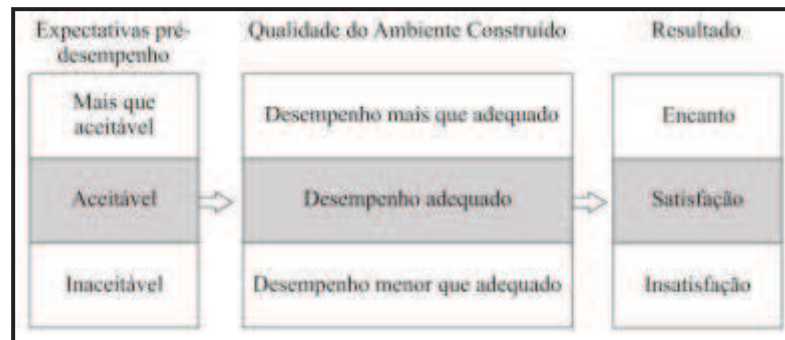 Expectativas pré-
desempenho
Qualidade do Ambiente Construído
Resultado
Mais que
aceitável
Desempenho mais que adequado
Encanto
Aceitável
Desempenho adequado
Satisfação
Inaceitável
Desempenho menor que adequado
Insatisfação